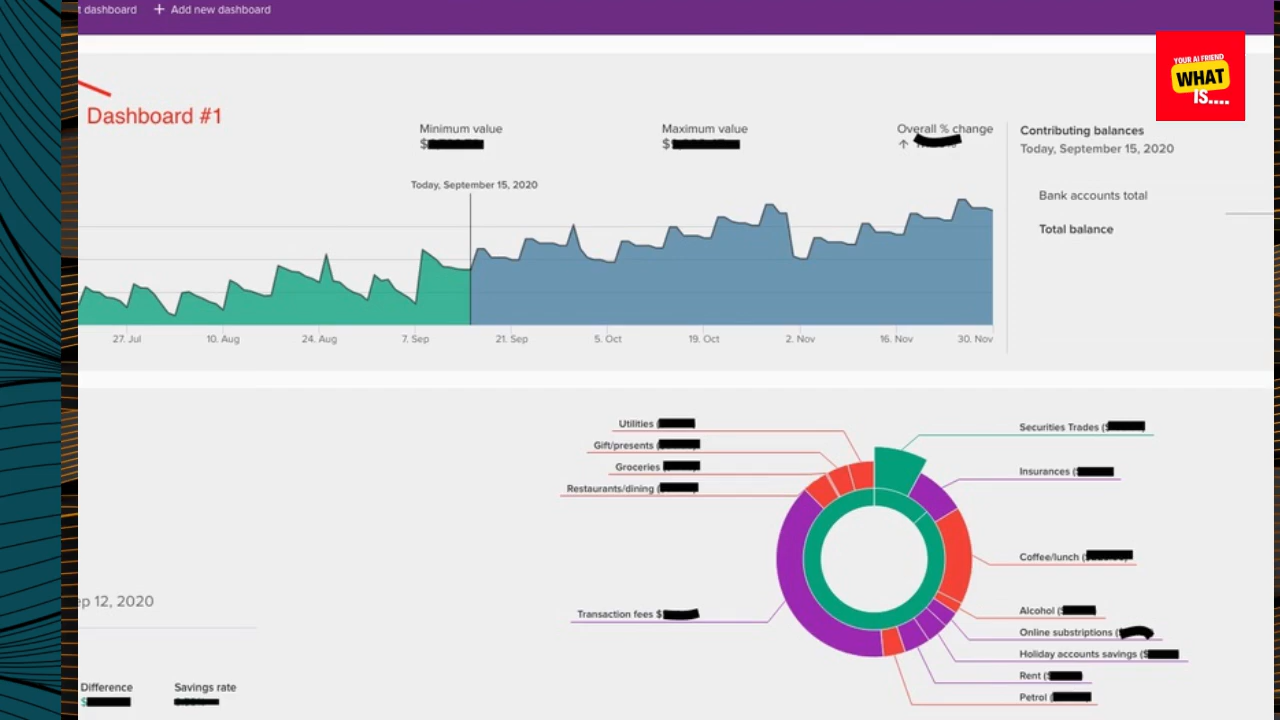 t dashboard + Add new dashboard
YOUR AI FRIEND
WHAT
IS....
Dashboard #1
Minimum value
$
Maximum value
$
Overall % change
Contributing balances
Today, September 15, 2020
Today, September 15, 2020
Bank accounts total
Total balance
27. Jul
10. Aug
24. Aug
7. Sep
21. Sep
5. Oct
19. Oct
2. Nov
16. Nov
30. Nov
Utilities (
Gift/presents (
Groceries (
Restaurants/dining (
Transaction fees $
Securities Trades ($
Insurances ($
Coffee/lunch (
Alcohol (
Online substriptions (
Holiday accounts savings ($
Rent (
Petrol (
ep 12, 2020
Difference
$
Savings rate